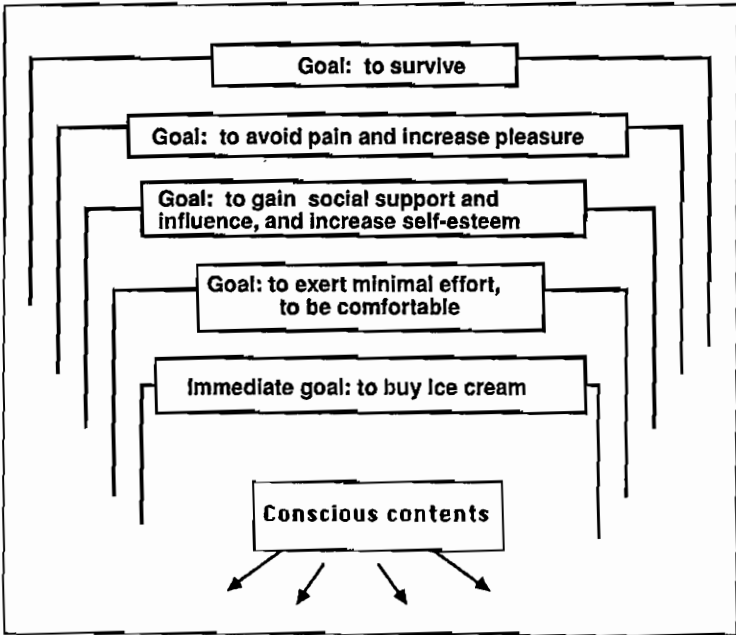 Goal: to survive
Goal: to avoid pain and increase pleasure
Goal: to gain social support and
influence, and increase self-esteem
Goal: to exert minimal effort,
to be comfortable
Immediate goal: to buy ice cream
Conscious contents